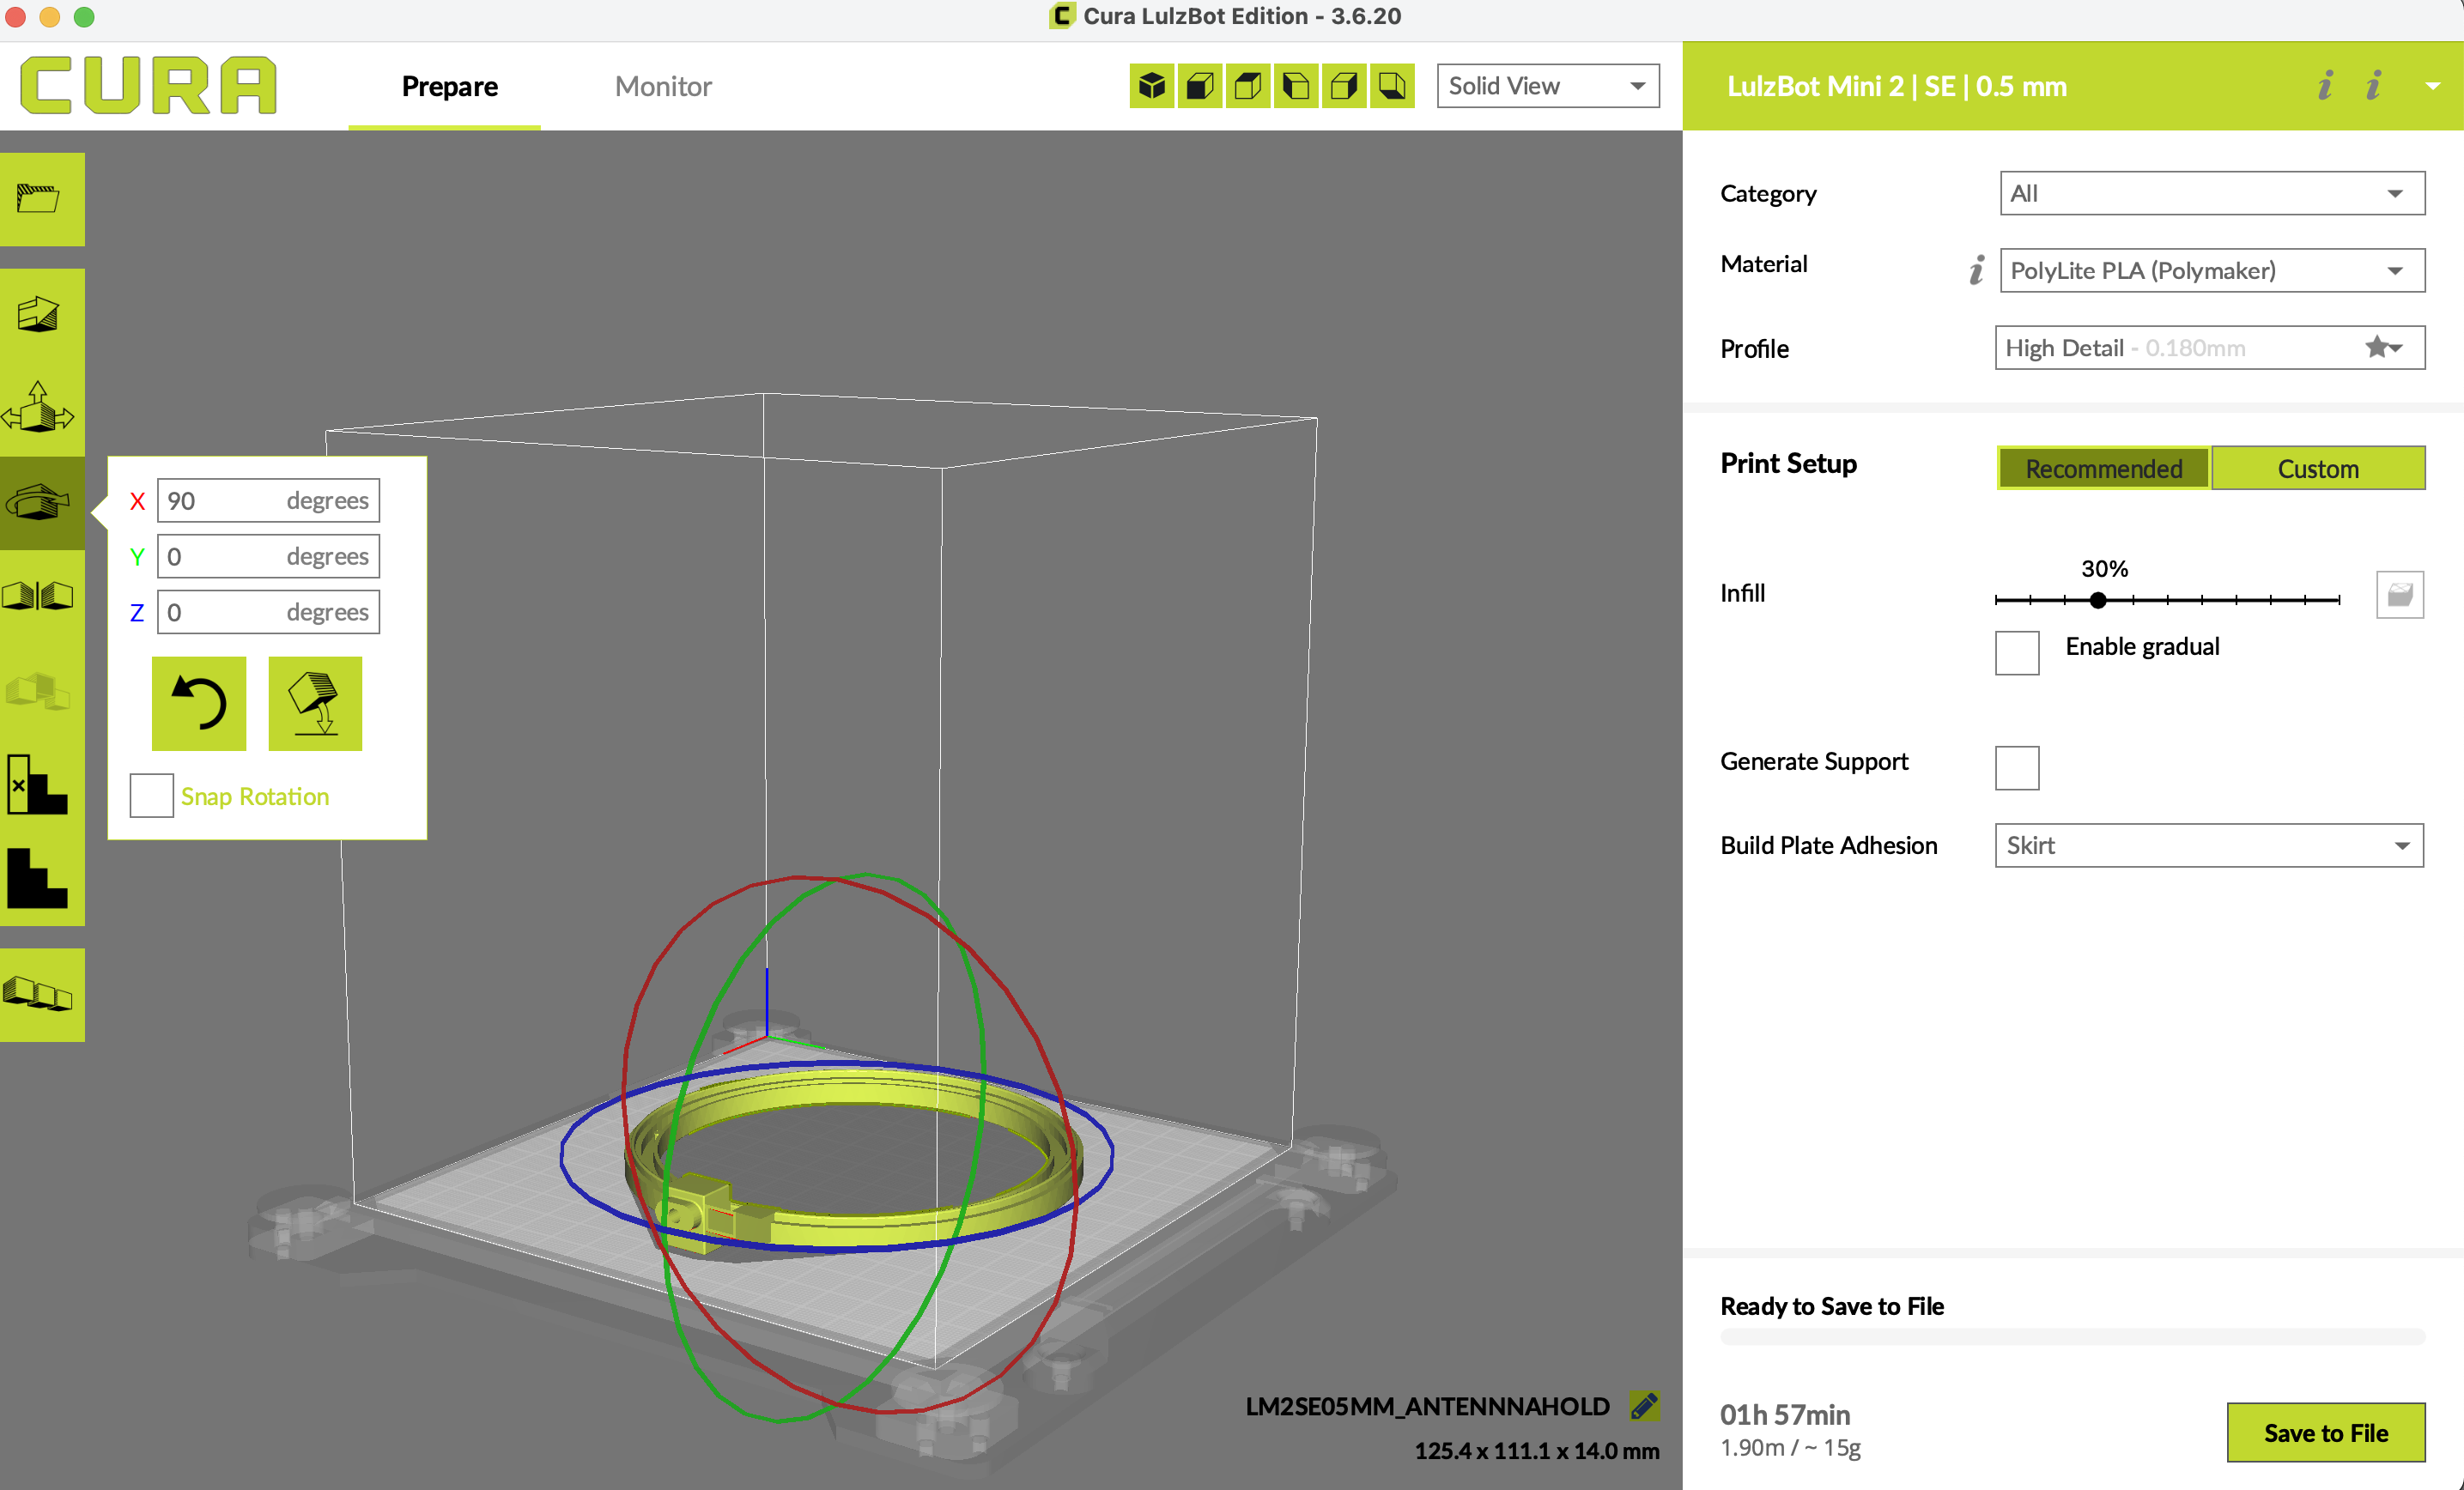 Cura LulzBot Edition - 3.6.20
CURA
Prepare
Monitor
Solid View
LulzBot Mini 2 | SE | 0.5 mm
Category
All
Material
PolyLite PLA (Polymaker)
Profile
High Detail - 0.180mm
Print Setup
Recommended
Custom
X 90 degrees
Y 0 degrees
Z 0 degrees
Snap Rotation
30%
Infill
Enable gradual
Generate Support
Build Plate Adhesion
Skirt
LM2SE05MM_ANTENNNAHOLD
125.4 x 111.1 x 14.0 mm
Ready to Save to File
01h 57min
1.90m / ~ 15g
Save to File